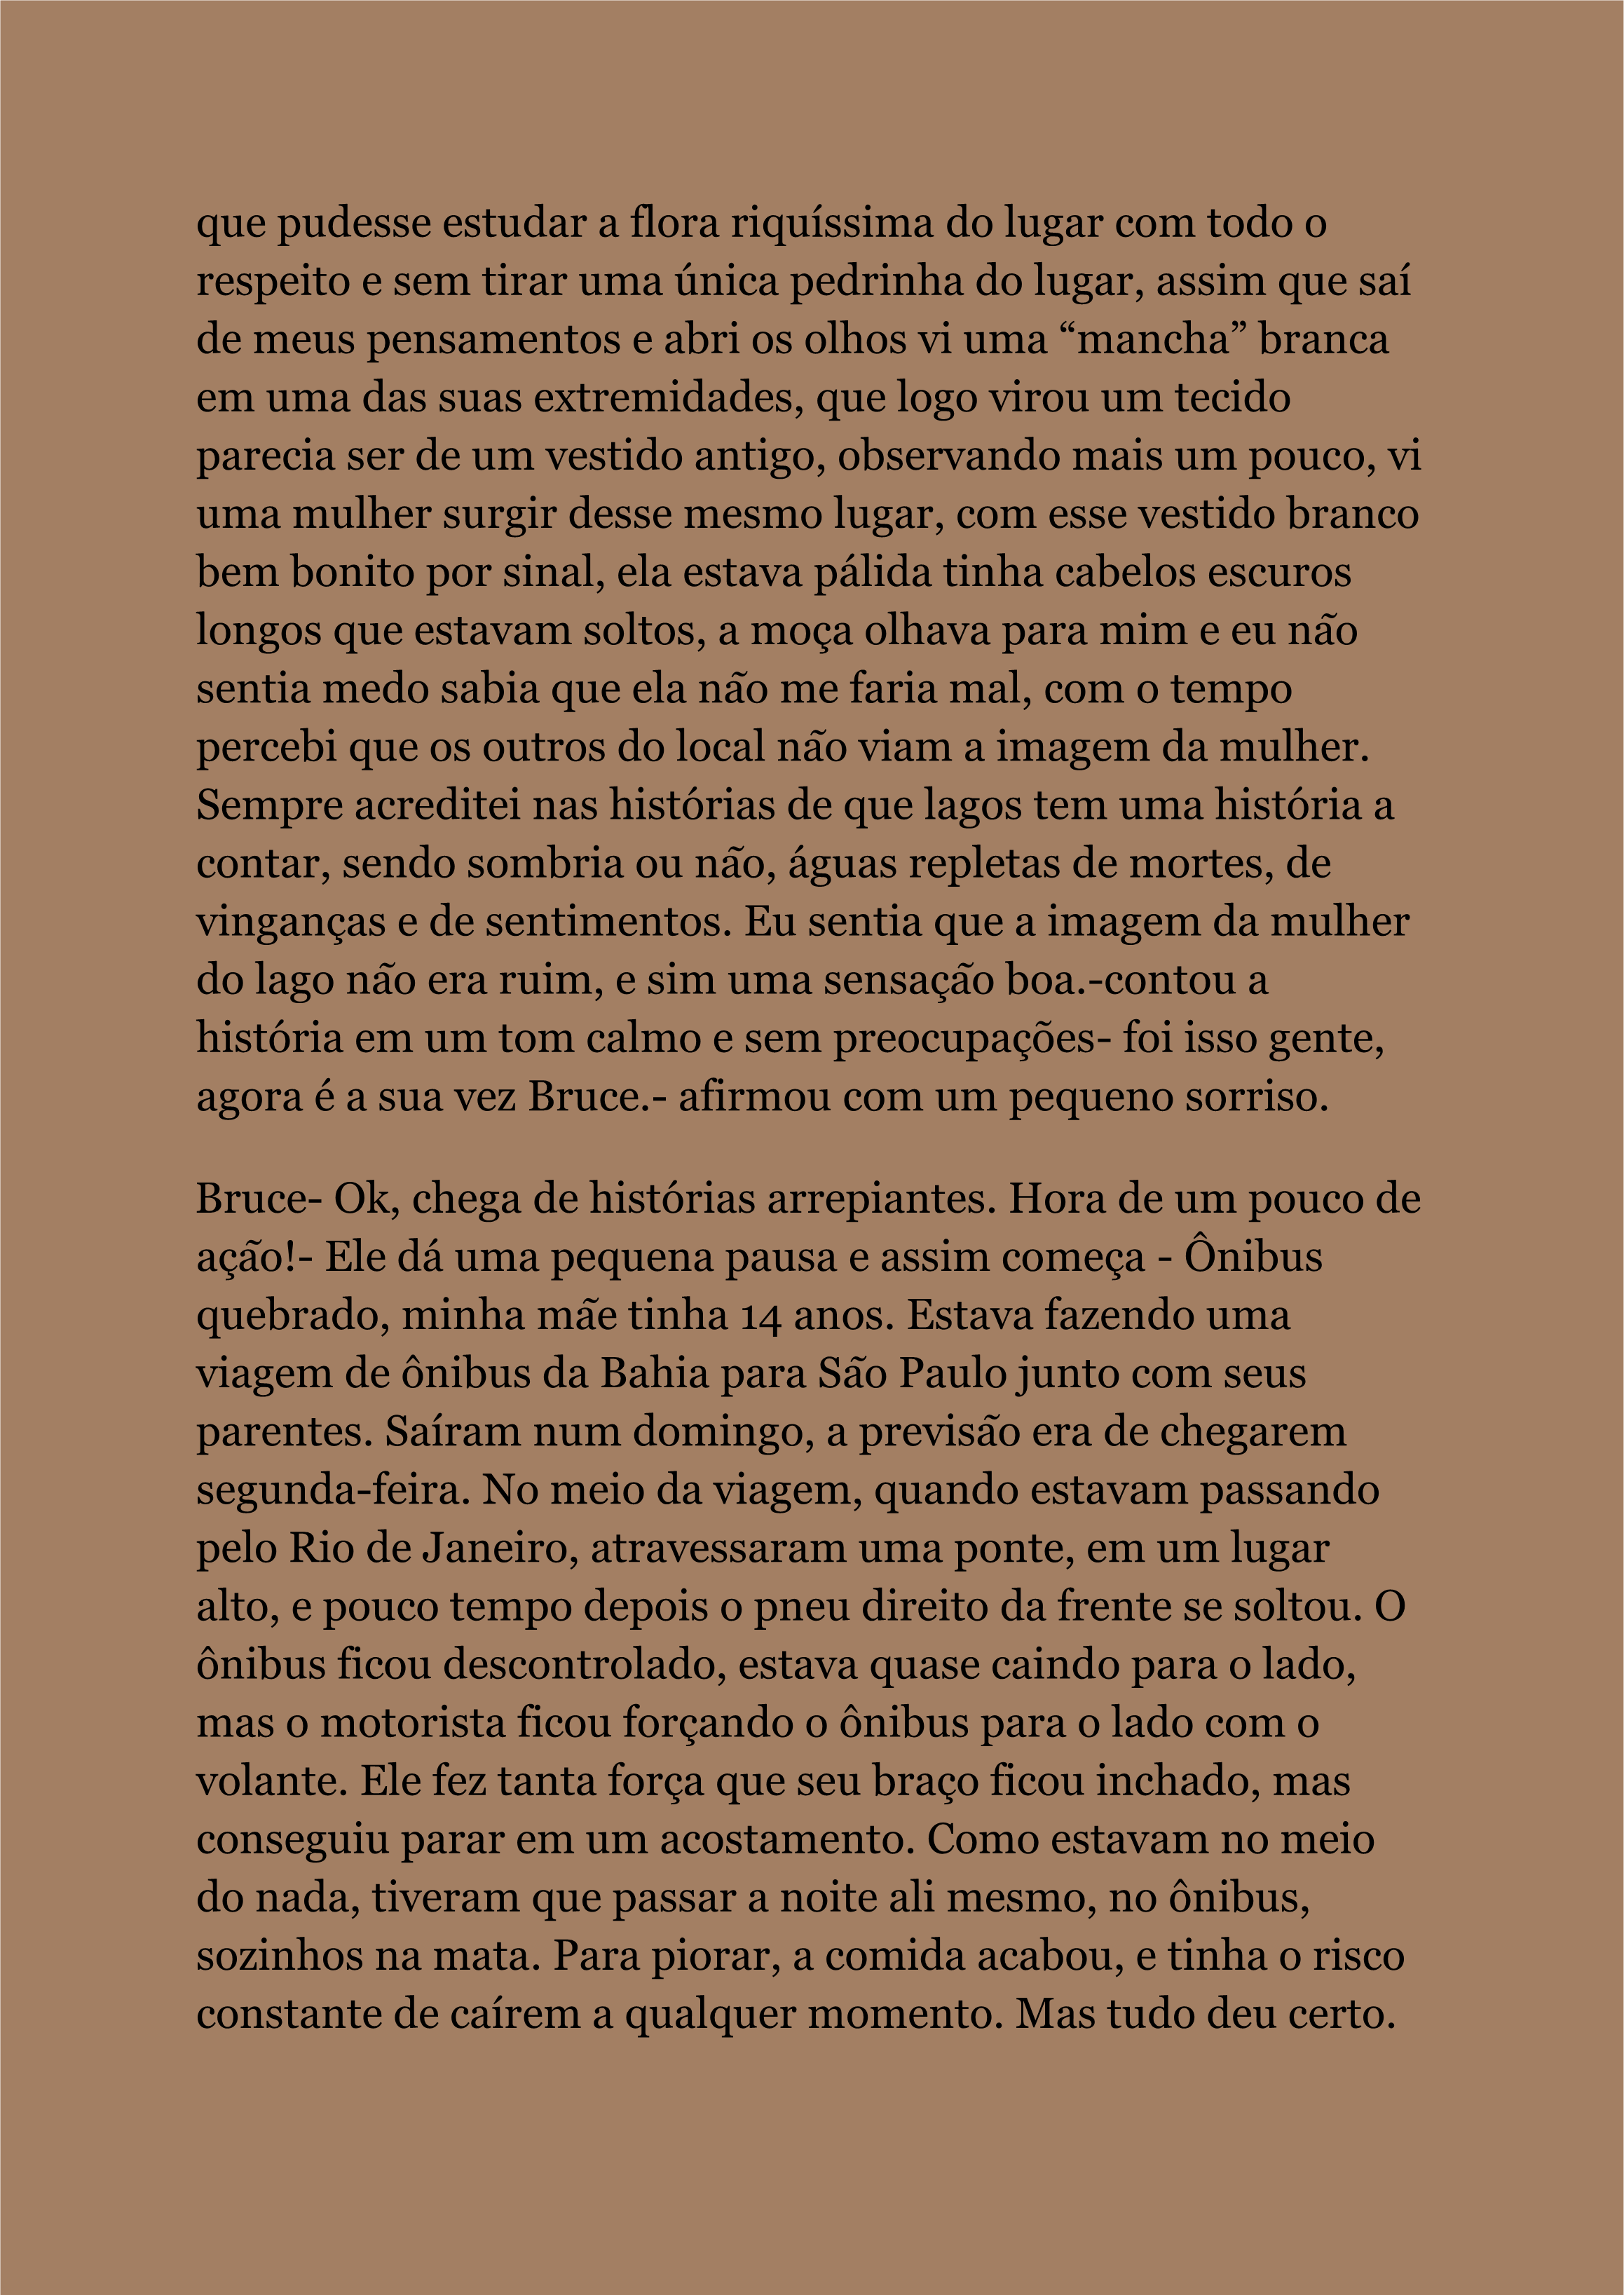 que pudesse estudar a flora riquíssima do lugar com todo o
respeito e sem tirar uma única pedrinha do lugar, assim que saí
de meus pensamentos e abri os olhos vi uma “mancha” branca
em uma das suas extremidades, que logo virou um tecido
parecia ser de um vestido antigo, observando mais um pouco, vi
uma mulher surgir desse mesmo lugar, com esse vestido branco
bem bonito por sinal, ela estava pálida tinha cabelos escuros
longos que estavam soltos, a moça olhava para mim e eu não
sentia medo sabia que ela não me faria mal, com o tempo
percebi que os outros do local não viam a imagem da mulher.
Sempre acreditei nas histórias de que lagos tem uma história a
contar, sendo sombria ou não, águas repletas de mortes, de
vinganças e de sentimentos. Eu sentia que a imagem da mulher
do lago não era ruim, e sim uma sensação boa.-contou a
história em um tom calmo e sem preocupações- foi isso gente,
agora é a sua vez Bruce.- afirmou com um pequeno sorriso.
Bruce- Ok, chega de histórias arrepiantes. Hora de um pouco de
ação!- Ele dá uma pequena pausa e assim começa - Ônibus
quebrado, minha mãe tinha 14 anos. Estava fazendo uma
viagem de ônibus da Bahia para São Paulo junto com seus
parentes. Saíram num domingo, a previsão era de chegarem
segunda-feira. No meio da viagem, quando estavam passando
pelo Rio de Janeiro, atravessaram uma ponte, em um lugar
alto, e pouco tempo depois o pneu direito da frente se soltou. O
ônibus ficou descontrolado, estava quase caindo para o lado,
mas o motorista ficou forçando o ônibus para o lado com o
volante. Ele fez tanta força que seu braço ficou inchado, mas
conseguiu parar em um acostamento. Como estavam no meio
do nada, tiveram que passar a noite ali mesmo, no ônibus,
sozinhos na mata. Para piorar, a comida acabou, e tinha o risco
constante de caírem a qualquer momento. Mas tudo deu certo.